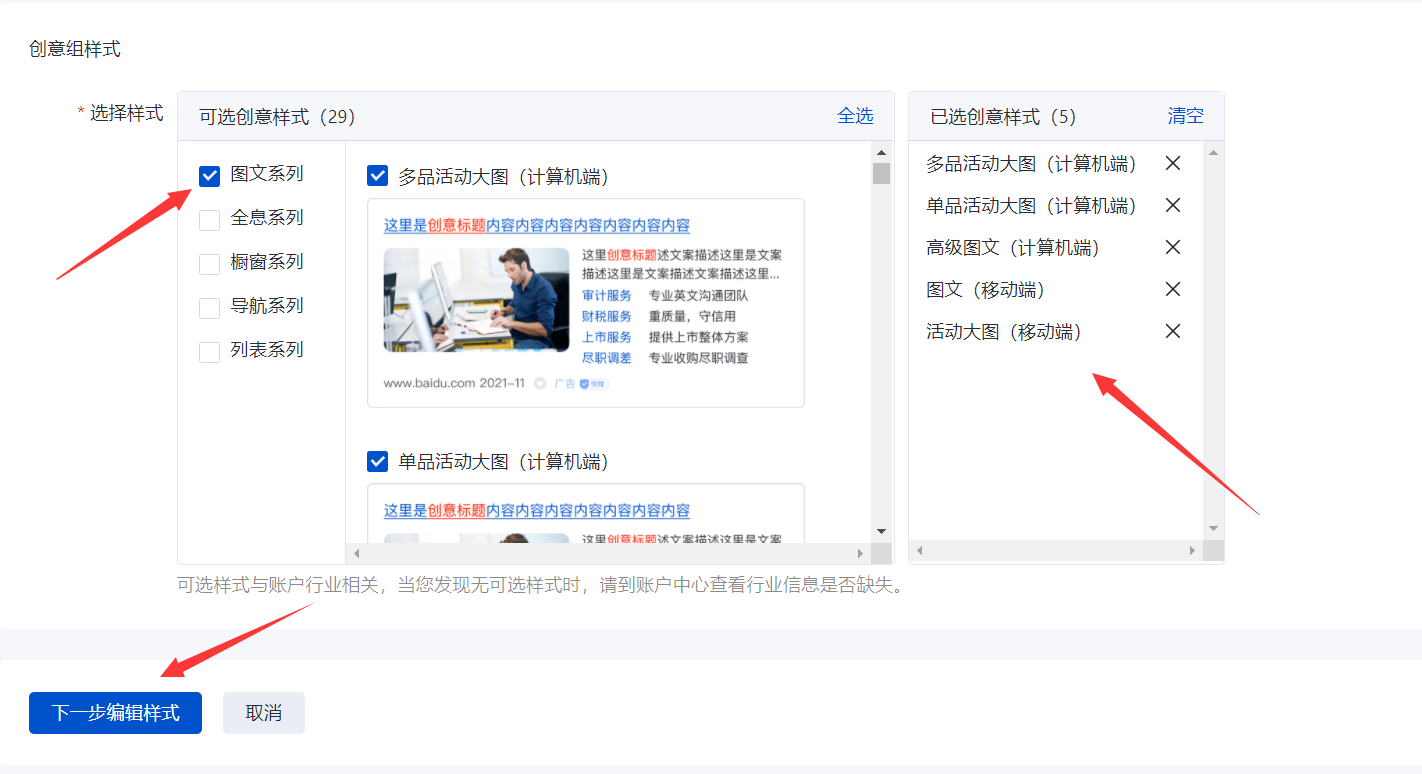 创意组样式
* 选择样式
可选创意样式（29） 全选
图文系列
全息系列
橱窗系列
导航系列
列表系列
多品活动大图（计算机端）
这里是创意标题内容内容内容内容内容内容内容
这里创意标题述文案描述这里是文案
描述这里是文案描述文案描述这里...
审计服务 专业英文沟通团队
财税服务 重质量，守信用
上市服务 提供上市整体方案
尽职调差 专业收购尽职调查
www.baidu.com 2021-11 广告 保障
单品活动大图（计算机端）
这里是创意标题内容内容内容内容内容内容内容
这里创意标题述文案描述这里是文案
已选创意样式（5） 清空
多品活动大图（计算机端）
单品活动大图（计算机端）
高级图文（计算机端）
图文（移动端）
活动大图（移动端）
可选样式与账户行业相关，当您发现无可选样式时，请到账户中心查看行业信息是否缺失。
下一步编辑样式 取消